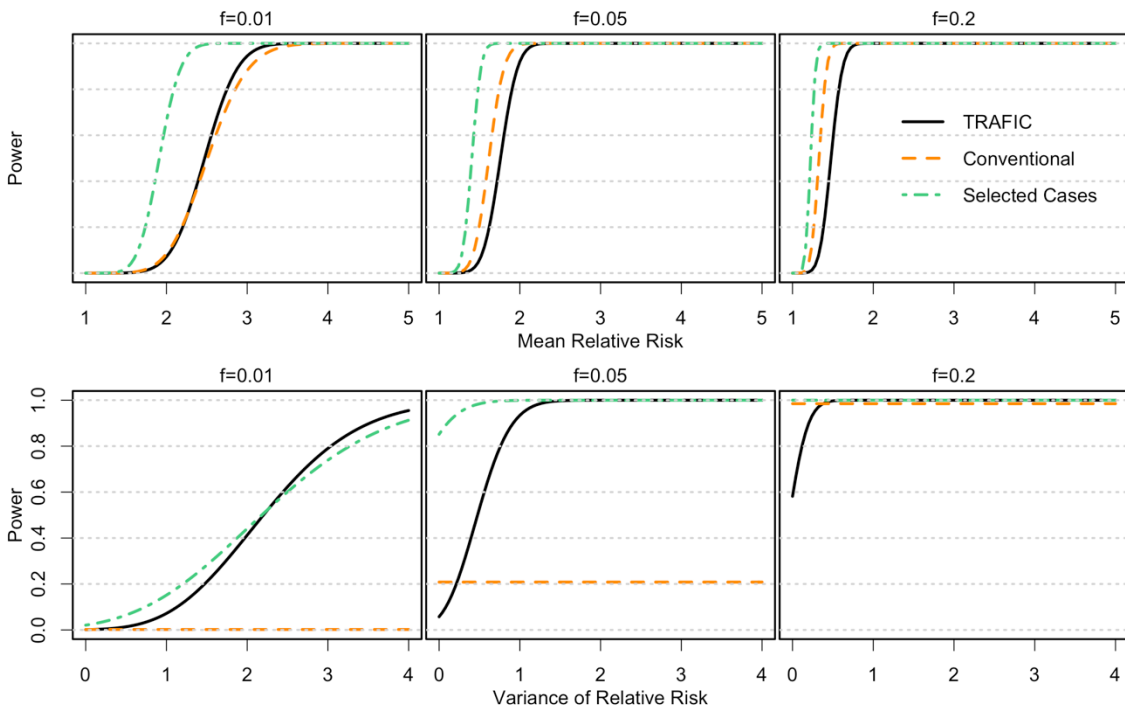 f=0.01 f=0.05 f=0.2
Power
TRAFIC
Conventional
Selected Cases
1 2 3 4 5 1 2 3 4 5 1 2 3 4 5
Mean Relative Risk
f=0.01 f=0.05 f=0.2
Power
1.0
0.8
0.6
0.4
0.2
0.0
0 1 2 3 4 0 1 2 3 4 0 1 2 3 4
Variance of Relative Risk